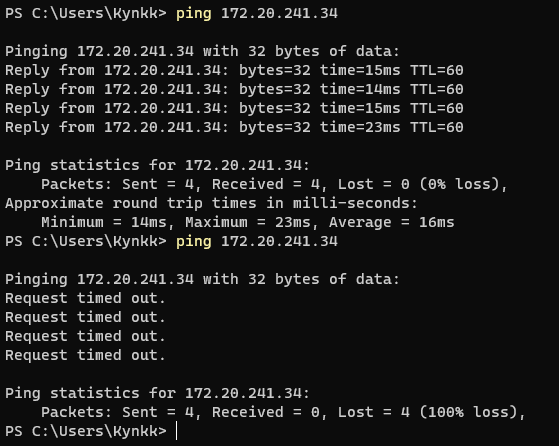 PS C:\Users\Kynkk> ping 172.20.241.34
Pinging 172.20.241.34 with 32 bytes of data:
Reply from 172.20.241.34: bytes=32 time=15ms TTL=60
Reply from 172.20.241.34: bytes=32 time=14ms TTL=60
Reply from 172.20.241.34: bytes=32 time=15ms TTL=60
Reply from 172.20.241.34: bytes=32 time=23ms TTL=60
Ping statistics for 172.20.241.34:
    Packets: Sent = 4, Received = 4, Lost = 0 (0% loss),
Approximate round trip times in milli-seconds:
    Minimum = 14ms, Maximum = 23ms, Average = 16ms
PS C:\Users\Kynkk> ping 172.20.241.34
Pinging 172.20.241.34 with 32 bytes of data:
Request timed out.
Request timed out.
Request timed out.
Request timed out.
Ping statistics for 172.20.241.34:
    Packets: Sent = 4, Received = 0, Lost = 4 (100% loss),
PS C:\Users\Kynkk>